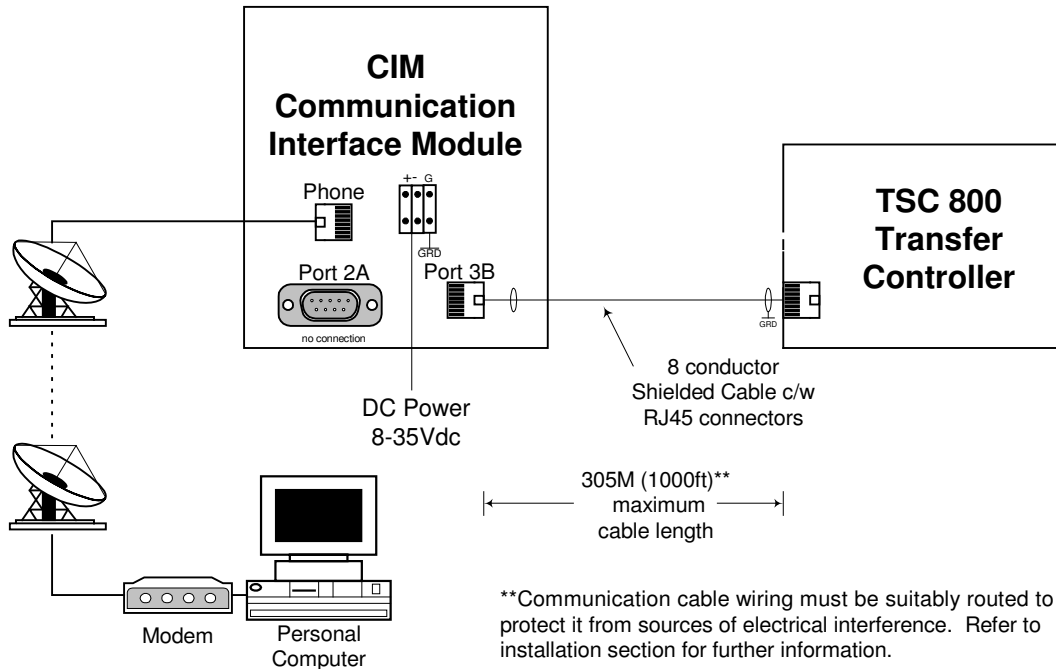 CIM
Communication
Interface Module
Phone
+- G
GRD
Port 2A
no connection
Port 3B
DC Power
8-35Vdc
TSC 800
Transfer
Controller
GRD
8 conductor
Shielded Cable c/w
RJ45 connectors
305M (1000ft)**
maximum
cable length
Modem
Personal
Computer
**Communication cable wiring must be suitably routed to
protect it from sources of electrical interference. Refer to
installation section for further information.